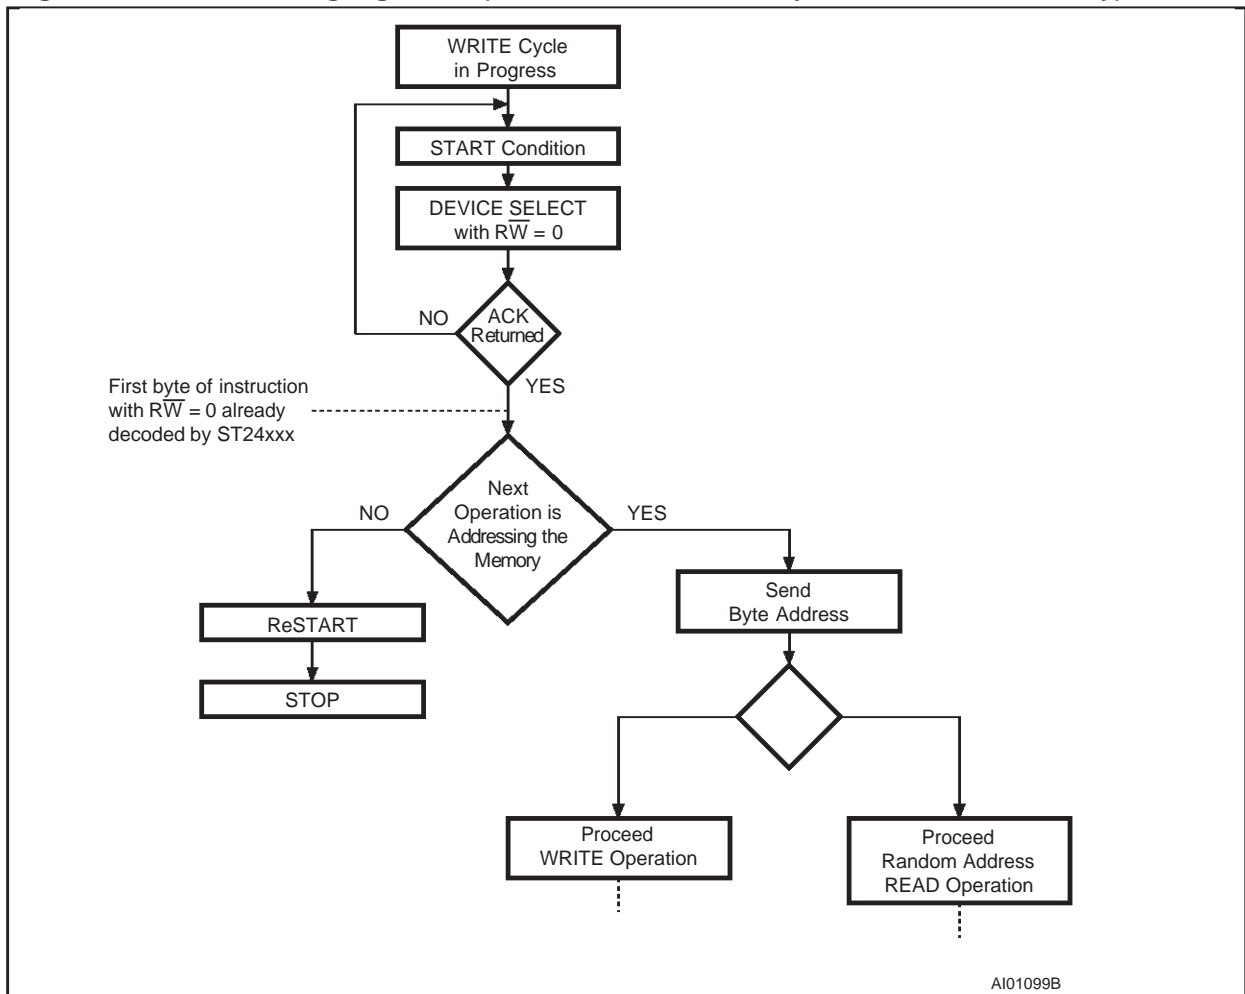 WRITE Cycle
in Progress
START Condition
DEVICE SELECT
with RW̅ = 0
ACK
Returned
NO
YES
First byte of instruction
with RW̅ = 0 already
decoded by ST24xxx
Next
Operation is
Addressing the
Memory
NO
YES
Send
Byte Address
ReSTART
STOP
Proceed
WRITE Operation
Proceed
Random Address
READ Operation
AI01099B